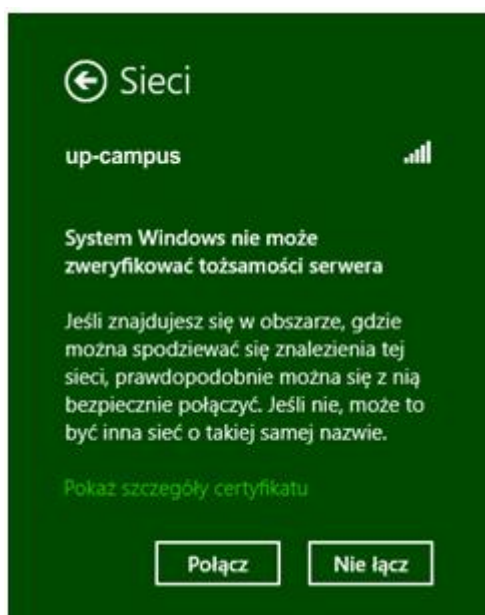 Sieci
up-campus
System Windows nie może
zweryfikować tożsamości serwera
Jeśli znajdujesz się w obszarze, gdzie
można spodziewać się znalezienia tej
sieci, prawdopodobnie można się z nią
bezpiecznie połączyć. Jeśli nie, może to
być inna sieć o takiej samej nazwie.
Pokaż szczegóły certyfikatu
Połącz Nie łącz